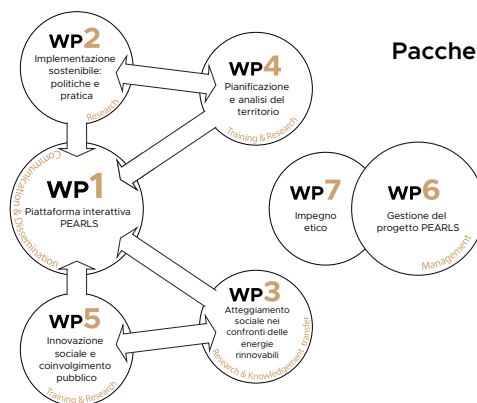 Pacche
WP2
Implementazione
sostenibile:
politiche e
pratica
Research
WP4
Pianificazione
e analisi del
territorio
Training & Research
Communication & Dissemination
WP1
Piattaforma interattiva
PEARLS
WP7
Impegno
etico
WP6
Gestione del
progetto PEARLS
Management
WP3
Atteggiamento
sociale nei
confronti delle
energie
rinnovabili
Research & Knowledgement transfer
WP5
Innovazione
sociale e
coinvolgimento
pubblico
Training & Research